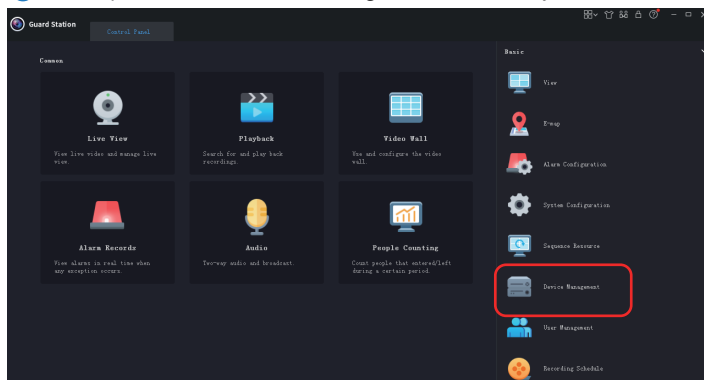 Guard Station
Control Panel
Common
Live View
View live video and manage live
view.
Playback
Search for and play back
recordings.
Video Wall
Use and configure the video
wall.
Alarm Records
View alarms in real time when
any exception occurs.
Audio
Two-way audio and broadcast.
People Counting
Count people that entered/left
during a certain period.
Basic
View
E-map
Alarm Configuration
System Configuration
Sequence Resource
Device Management
User Management
Recording Schedule